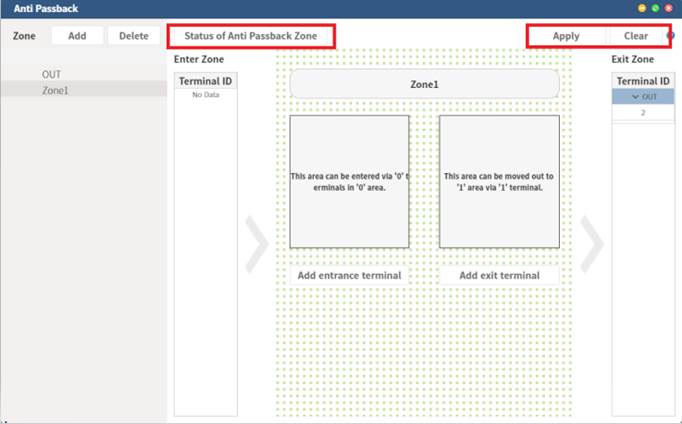 Anti Passback
Zone
Add
Delete
Status of Anti Passback Zone
Apply
Clear
OUT
Zone1
Enter Zone
Terminal ID
No Data
Zone1
This area can be entered via '0' t
erminals in '0' area.
This area can be moved out to
'1' area via '1' terminal.
Add entrance terminal
Add exit terminal
Exit Zone
Terminal ID
OUT
2